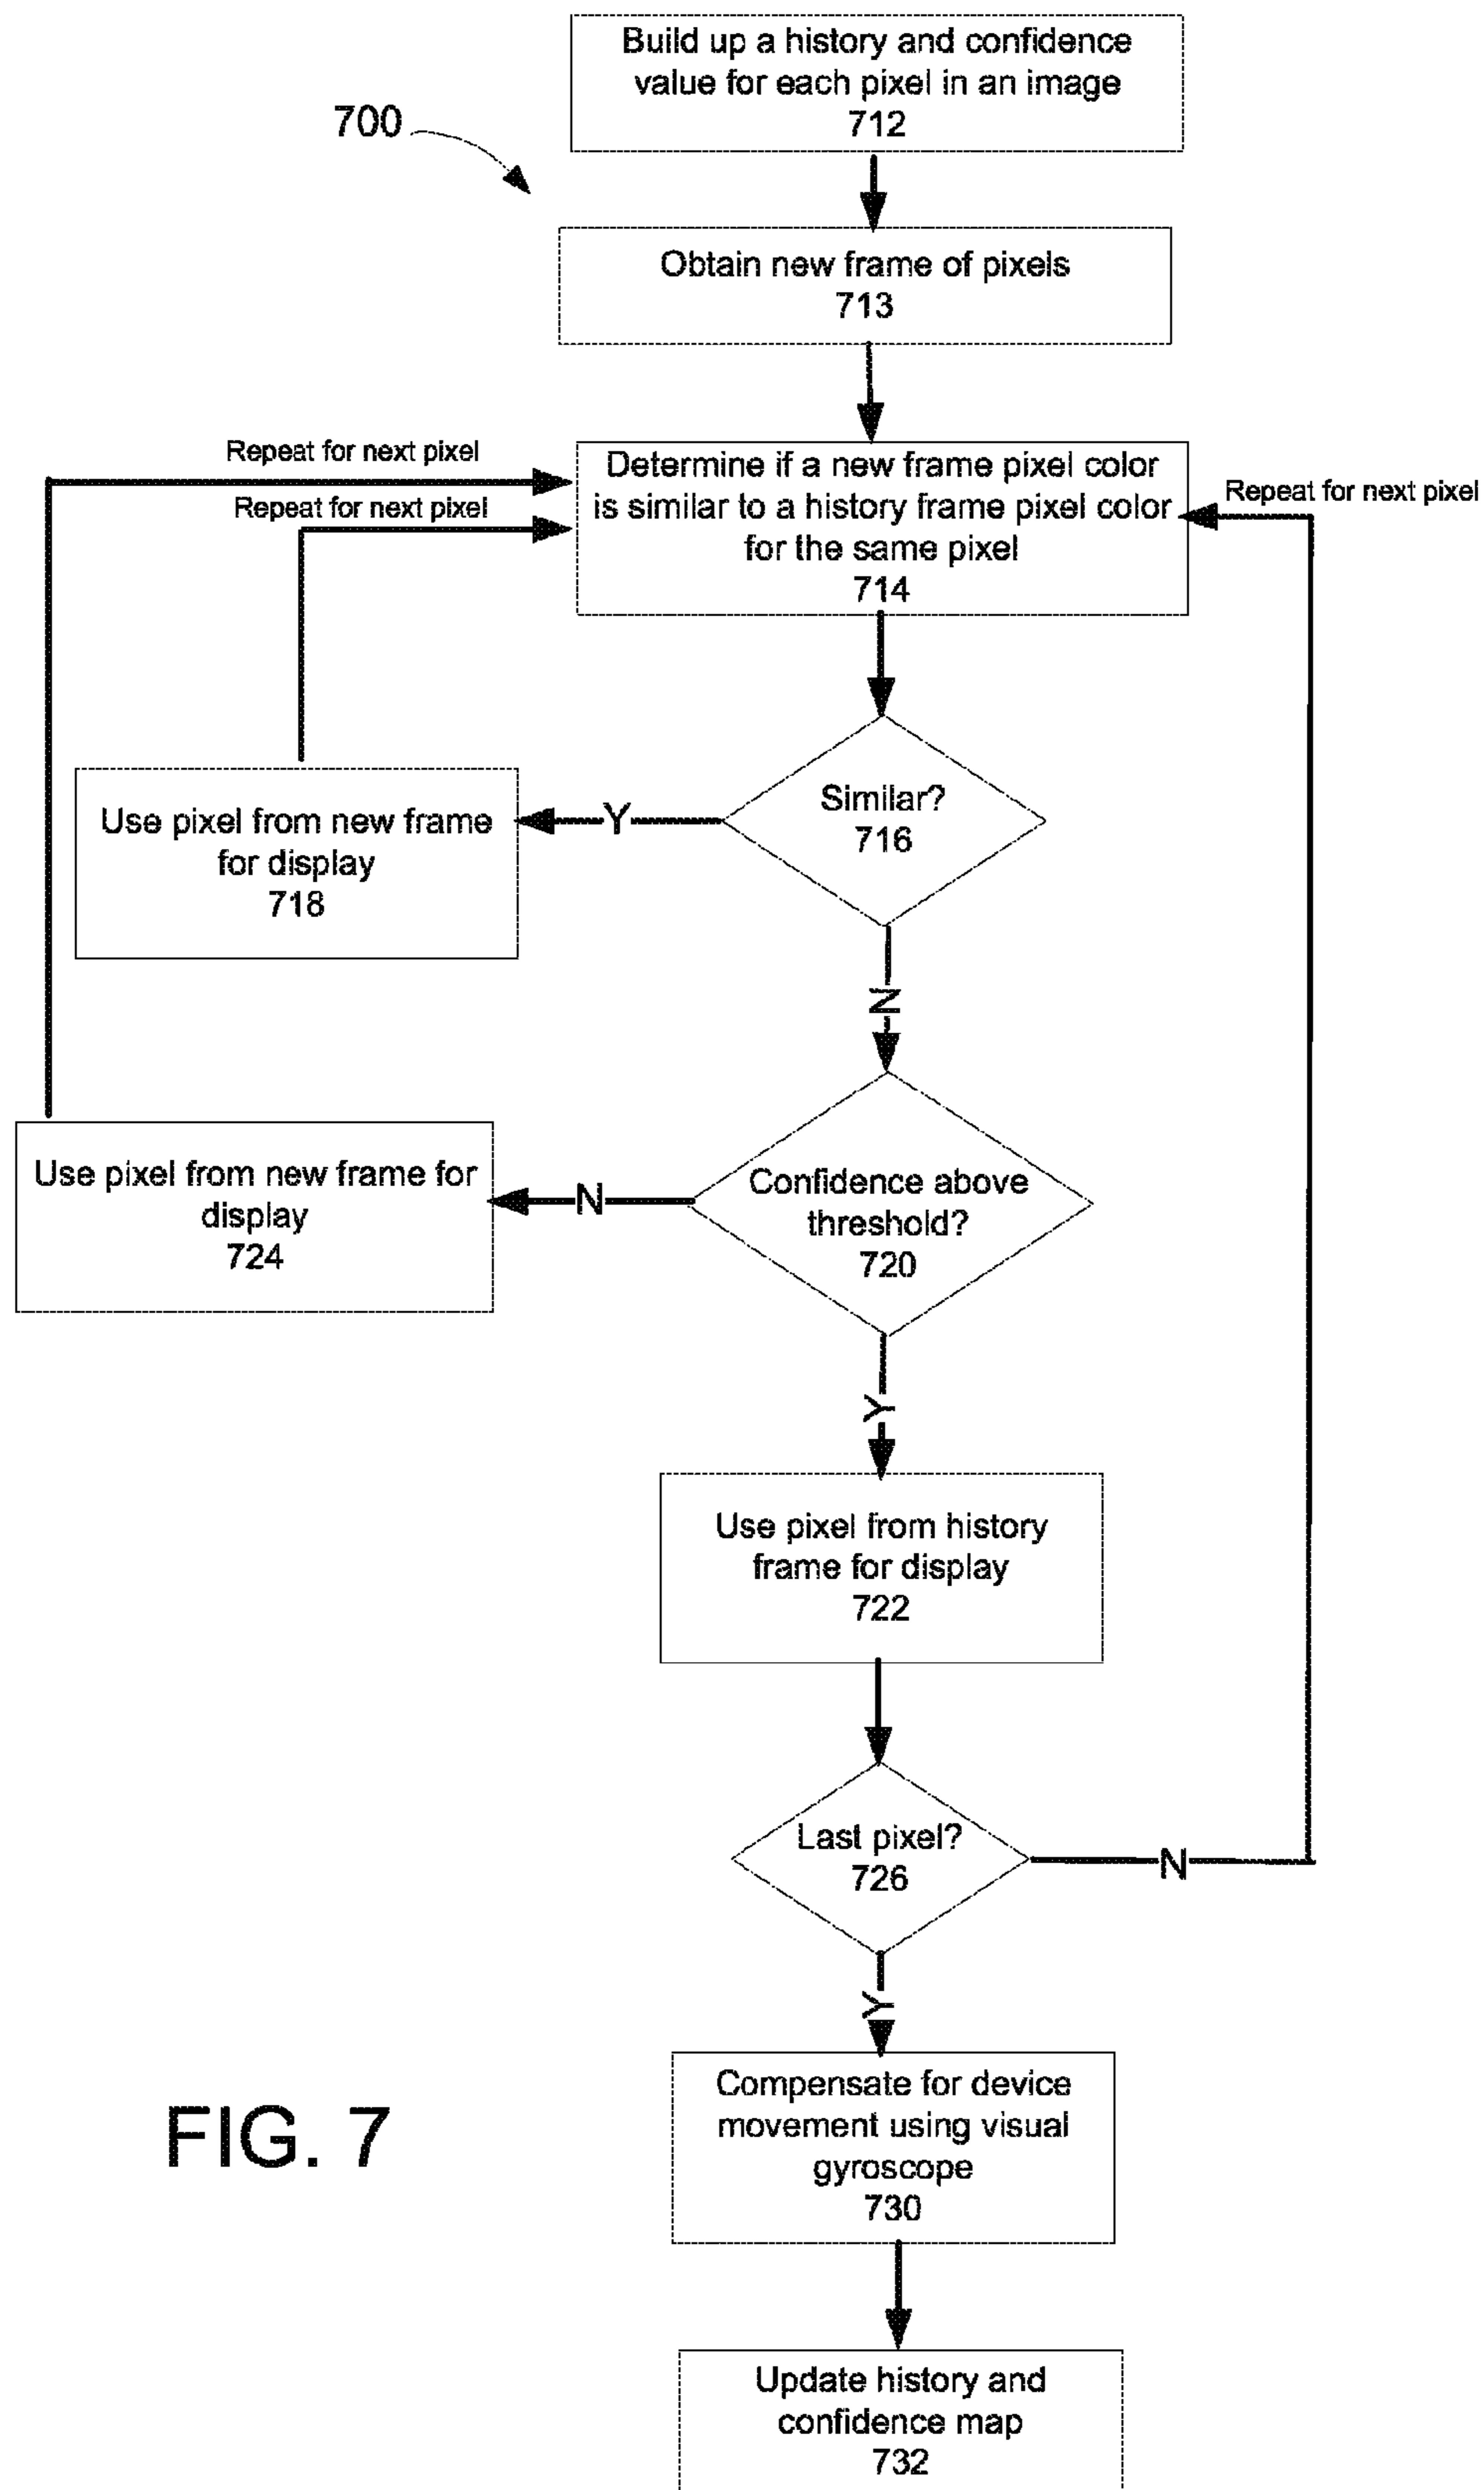 Build up a history and confidence
value for each pixel in an image
712
700
Obtain new frame of pixels
713
Repeat for next pixel
Repeat for next pixel
Determine if a new frame pixel color
is similar to a history frame pixel color
for the same pixel
714
Repeat for next pixel
Similar?
716
Y
Use pixel from new frame
for display
718
N
Confidence above
threshold?
720
N
Use pixel from new frame for
display
724
Y
Use pixel from history
frame for display
722
Last pixel?
726
N
Y
Compensate for device
movement using visual
gyroscope
730
FIG. 7
Update history and
confidence map
732